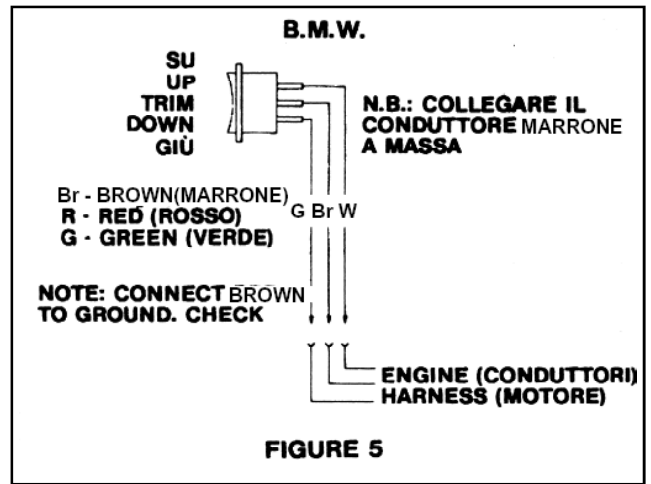 B.M.W.
SU
UP
TRIM
DOWN
GIÙ
N.B.: COLLEGARE IL
CONDUTTORE MARRONE
A MASSA
Br - BROWN(MARRONE)
R - RED (ROSSO)
G - GREEN (VERDE)
G Br W
NOTE: CONNECT BROWN
TO GROUND. CHECK
ENGINE (CONDUTTORI)
HARNESS (MOTORE)
FIGURE 5